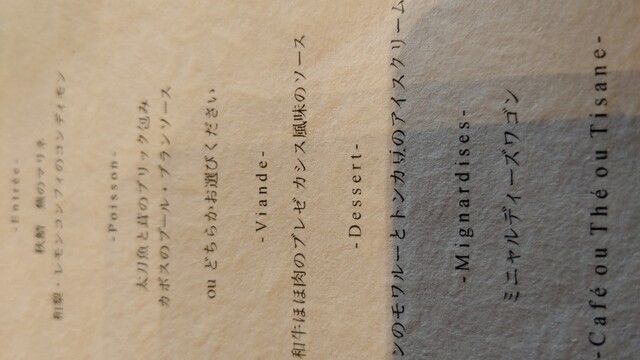 -Entrée-
秋鯖 藁のマリネ
和梨・レモンコンフィのコンディモン
-Poisson-
太刀魚と茸のブリック包み
カボスのブール・ブランソース
ou どちらかお選びください
-Viande-
和牛ほほ肉のブレゼ カシス風味のソース
-Dessert-
ンのモワルーとトンカ豆のアイスクリーム
-Mignardises-
ミニャルディーズワゴン
-Café ou Thé ou Tisane-